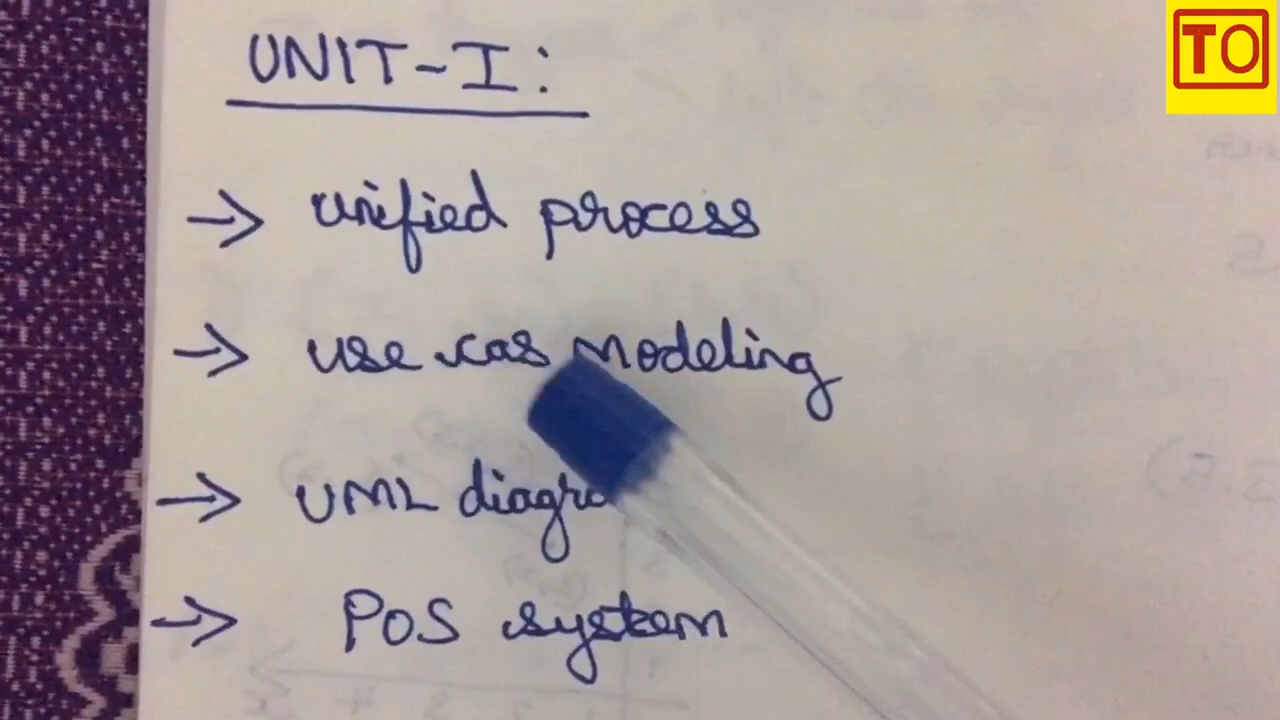 TO
UNIT-I:
→ unified process
→ use cas modeling
→ UML
→ POS system